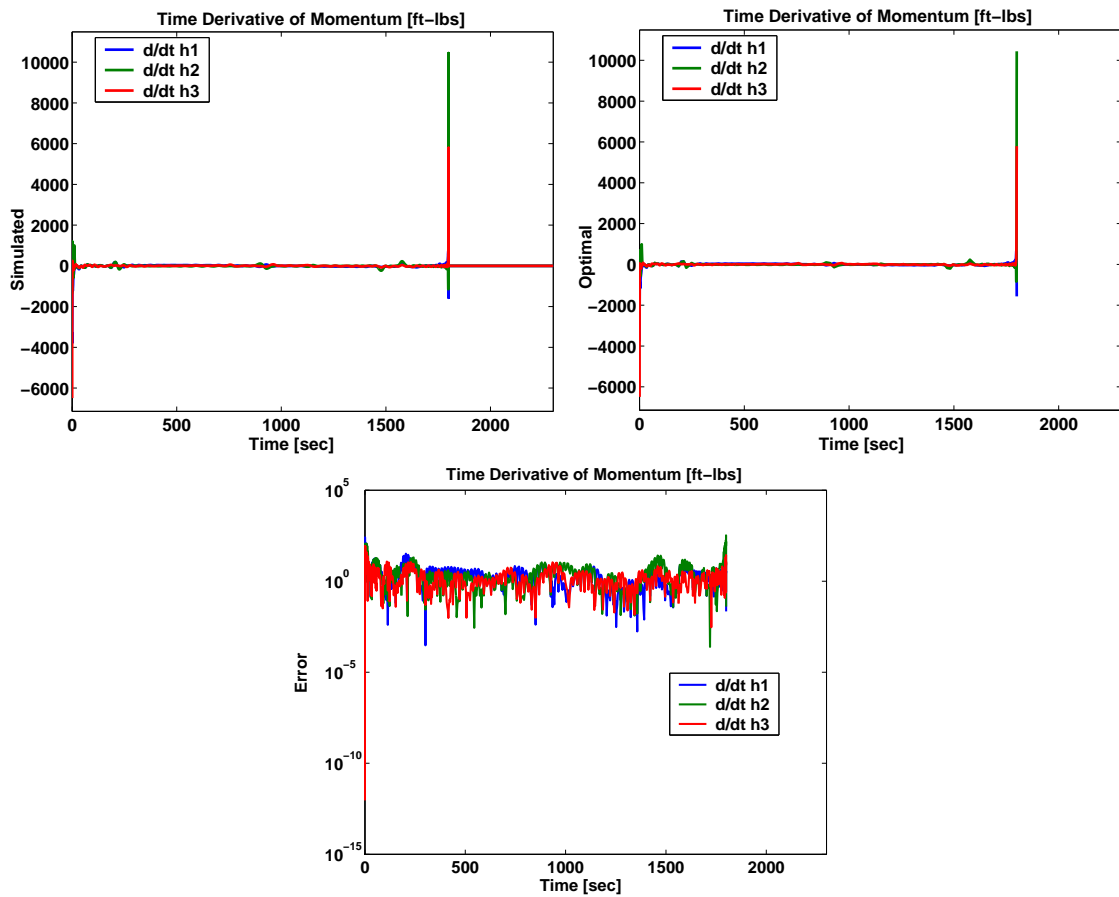 Time Derivative of Momentum [ft−lbs]
Simulated
10000
8000
6000
4000
2000
0
−2000
−4000
−6000
d/dt h1
d/dt h2
d/dt h3
0 500 1000 1500 2000
Time [sec]
Time Derivative of Momentum [ft−lbs]
Optimal
10000
8000
6000
4000
2000
0
−2000
−4000
−6000
d/dt h1
d/dt h2
d/dt h3
0 500 1000 1500 2000
Time [sec]
Time Derivative of Momentum [ft−lbs]
Error
10^5
10^0
10^−5
10^−10
10^−15
d/dt h1
d/dt h2
d/dt h3
0 500 1000 1500 2000
Time [sec]